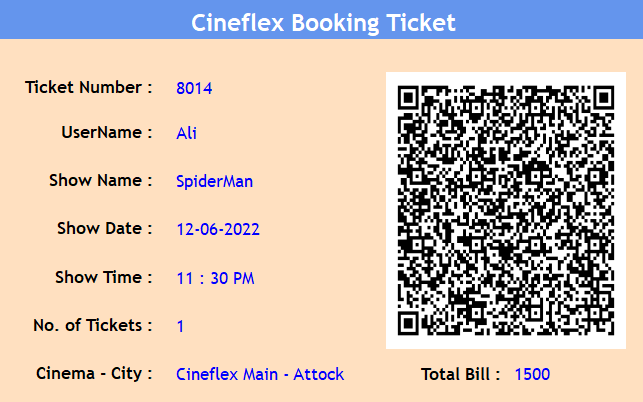 Cineflex Booking Ticket
Ticket Number : 8014
UserName : Ali
Show Name : SpiderMan
Show Date : 12-06-2022
Show Time : 11 : 30 PM
No. of Tickets : 1
Cinema - City : Cineflex Main - Attock
Total Bill : 1500